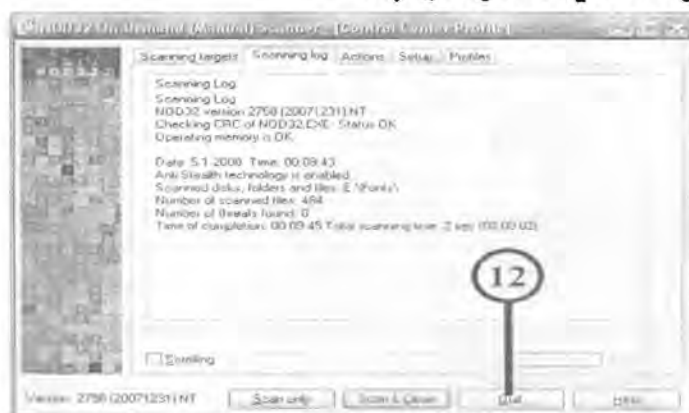 NOD32 On-Demand (Manual) Scanner - [Control Center Profile]
Scanning targets Scanning log Actions Setup Profiles
Scanning Log
Scanning Log
NOD32 version 2758 (20071231) NT
Checking CRC of NOD32.EXE: Status OK
Operating memory is OK
Date: 5.1.2008 Time: 00:09:43
Anti-Stealth technology is enabled.
Scanned disks, folders and files: E:\Fonts\
Number of scanned files: 484
Number of threats found: 0
Time of completion: 00:09:45 Total scanning time: 2 sec (00:00:02)
12
Scrolling
Version: 2758 (20071231) NT Scan only Scan & Clean Quit Help